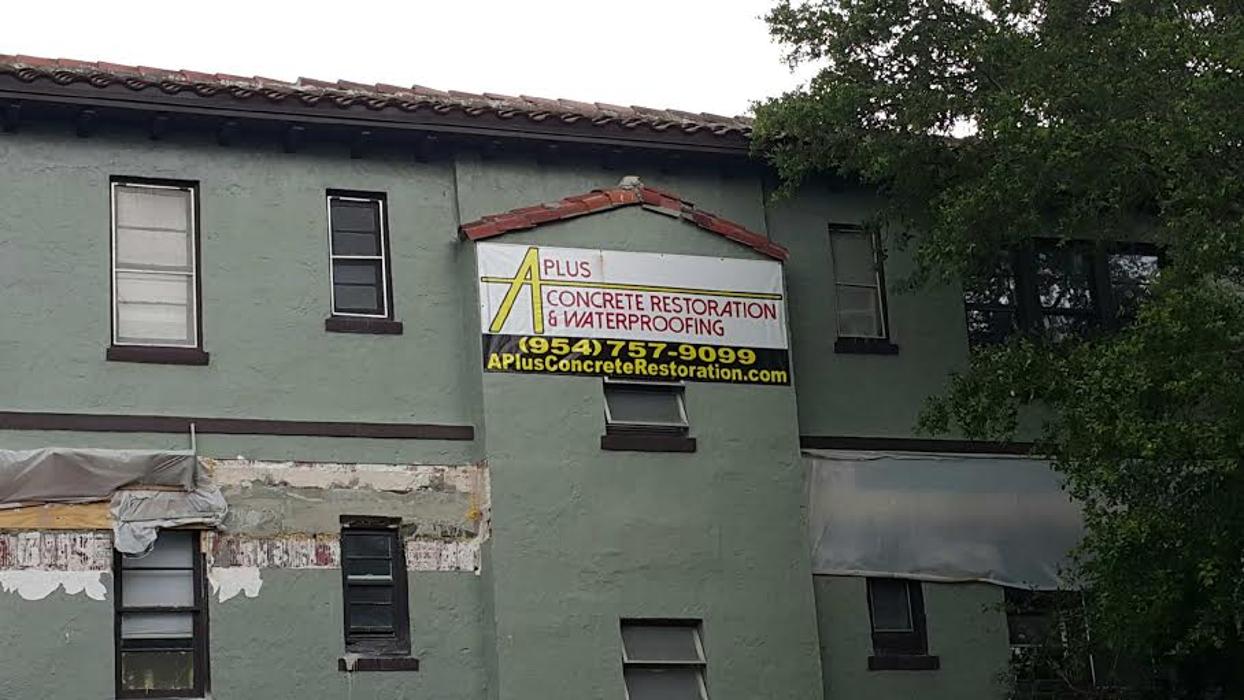 A PLUS
CONCRETE RESTORATION
& WATERPROOFING
(954) 757-9099
APlusConcreteRestoration.com